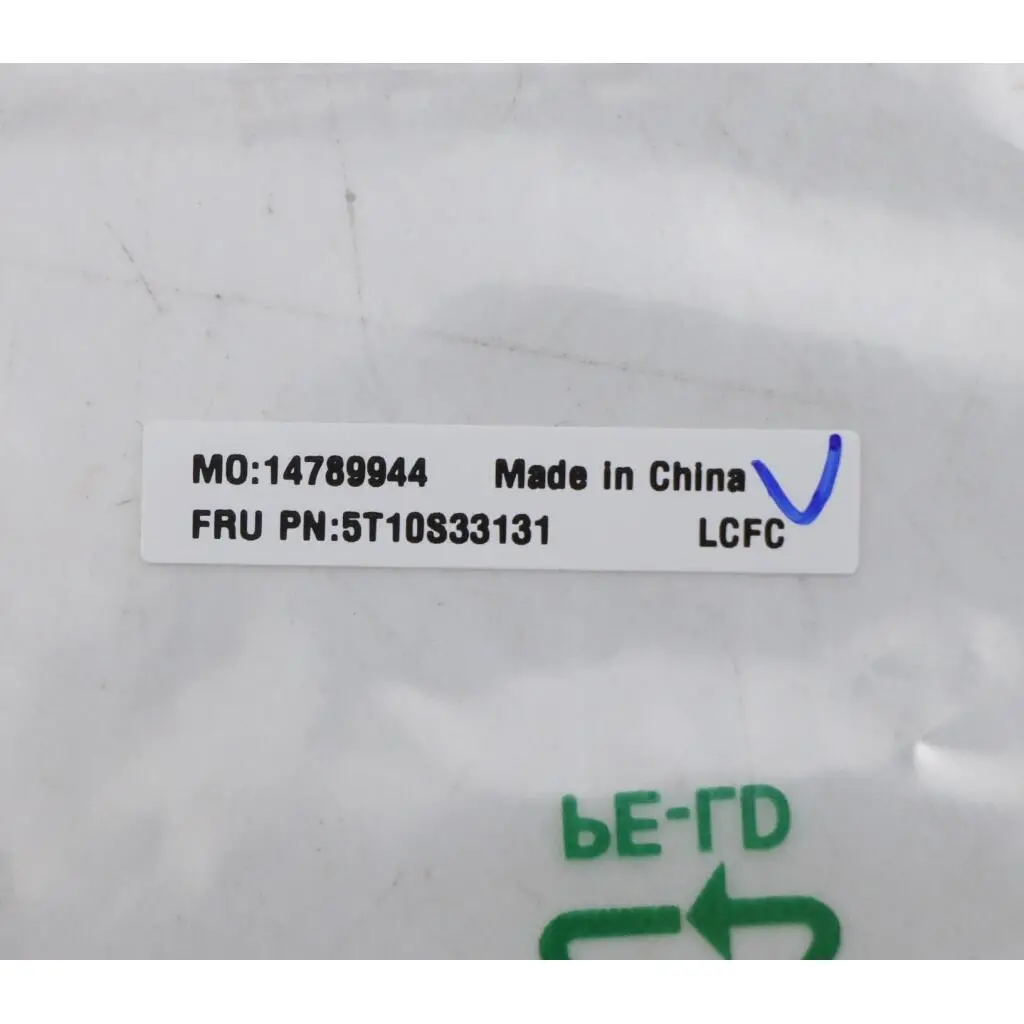 MO:14789944 Made in China
FRU PN:5T10S33131 LCFC
PE-LD